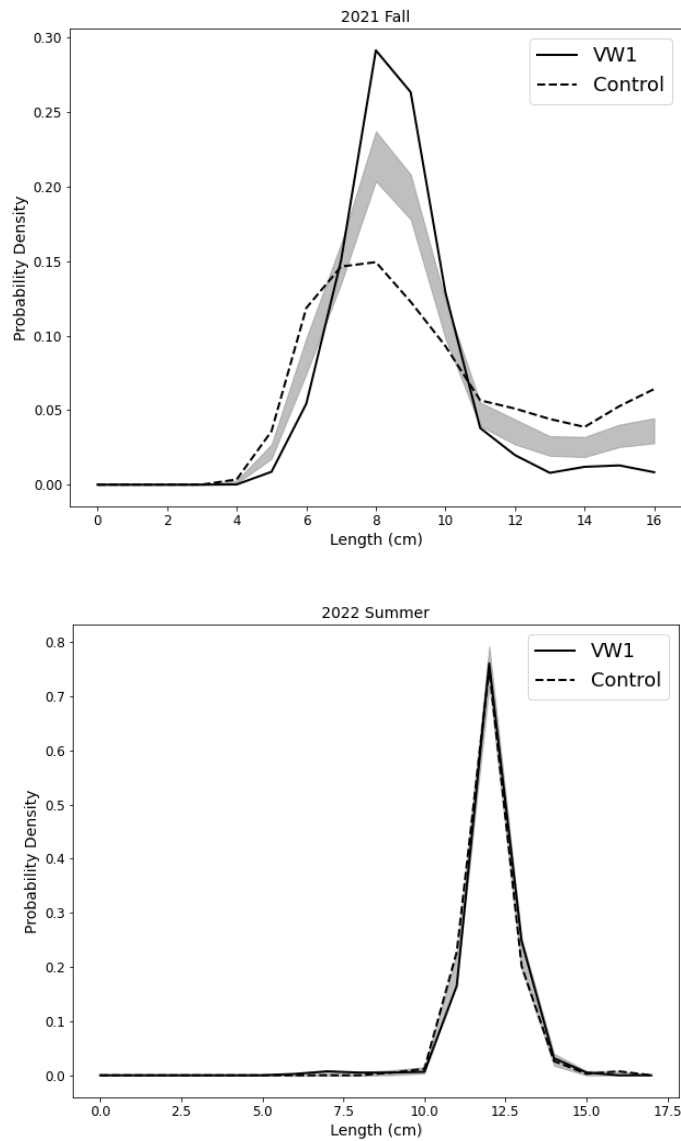 2021 Fall
0.30
0.25
0.20
0.15
0.10
0.05
0.00
Probability Density
VW1
Control
0 2 4 6 8 10 12 14 16
Length (cm)
2022 Summer
0.8
0.7
0.6
0.5
0.4
0.3
0.2
0.1
0.0
Probability Density
VW1
Control
0.0 2.5 5.0 7.5 10.0 12.5 15.0 17.5
Length (cm)